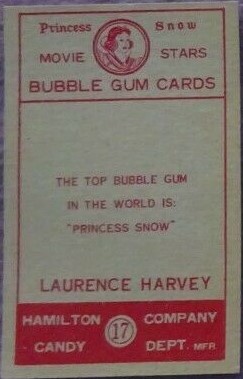 Princess Snow
MOVIE STARS
BUBBLE GUM CARDS
THE TOP BUBBLE GUM
IN THE WORLD IS:
"PRINCESS SNOW"
LAURENCE HARVEY
HAMILTON COMPANY
17
CANDY DEPT. MFR